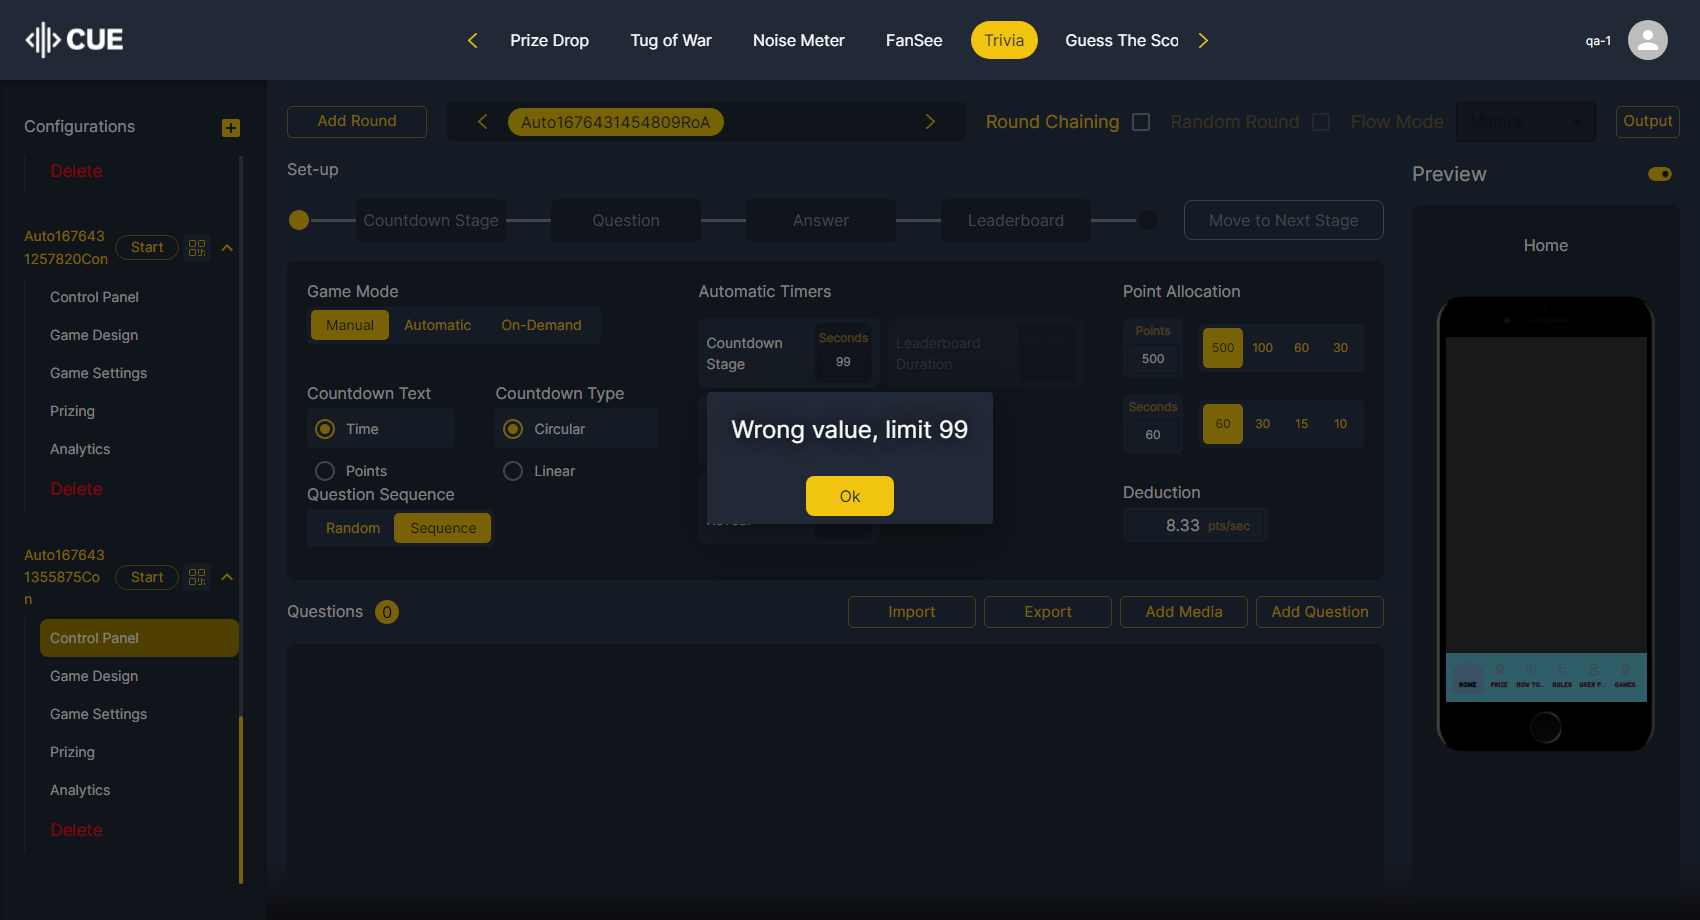 CUE
Prize Drop
Tug of War
Noise Meter
FanSee
Trivia
Guess The Sco
qa-1
Configurations
Delete
Auto167643
1257820Con
Start
Control Panel
Game Design
Game Settings
Prizing
Analytics
Delete
Auto167643
1355875Co
n
Start
Control Panel
Game Design
Game Settings
Prizing
Analytics
Delete
Add Round
Auto1676431454809RoA
Round Chaining
Random Round
Flow Mode
Manual
Output
Set-up
Countdown Stage
Question
Answer
Leaderboard
Move to Next Stage
Game Mode
Manual
Automatic
On-Demand
Countdown Text
Time
Points
Countdown Type
Circular
Linear
Question Sequence
Random
Sequence
Automatic Timers
Countdown
Stage
Seconds
99
Leaderboard
Duration
Wrong value, limit 99
Ok
Point Allocation
Points
500
500
100
60
30
Seconds
60
60
30
15
10
Deduction
8.33 pts/sec
Questions 0
Import
Export
Add Media
Add Question
Preview
Home
HOME
PRIZE
HOW TO..
RULES
USER P..
GAMES